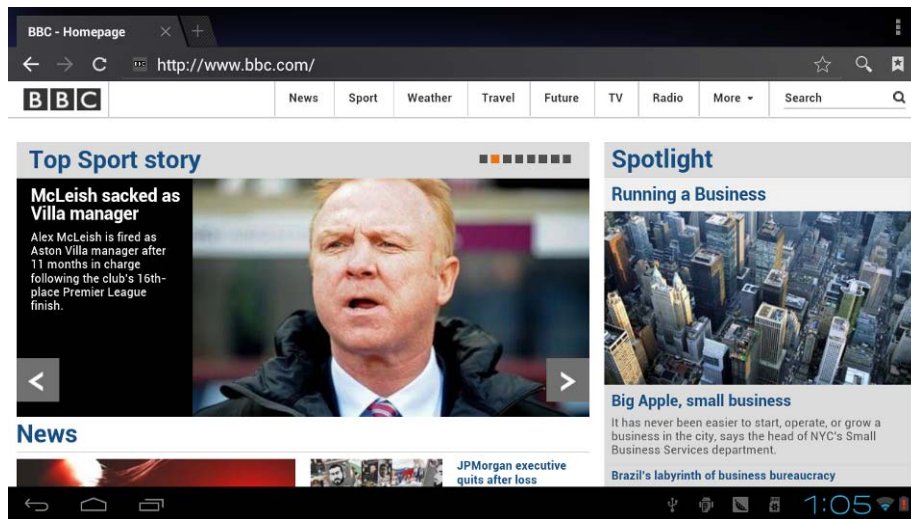 BBC - Homepage
http://www.bbc.com/
BBC
News Sport Weather Travel Future TV Radio More Search
Top Sport story
McLeish sacked as
Villa manager
Alex McLeish is fired as
Aston Villa manager after
11 months in charge
following the club's 16th-
place Premier League
finish.
News
JPMorgan executive
quits after loss
Spotlight
Running a Business
Big Apple, small business
It has never been easier to start, operate, or grow a
business in the city, says the head of NYC's Small
Business Services department.
Brazil's labyrinth of business bureaucracy
1:05